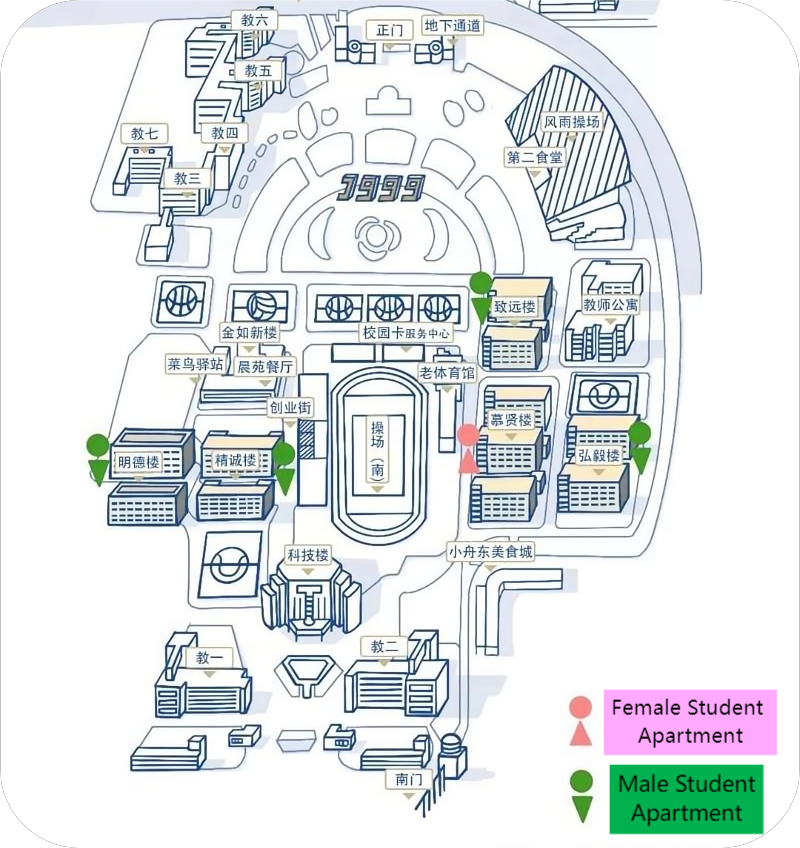 教六
正门
地下通道
教五
风雨操场
教七
教四
第二食堂
教三
1999
致远楼
教师公寓
金如新楼
校园卡服务中心
菜鸟驿站
晨苑餐厅
老体育馆
创业街
慕贤楼
操场（南）
明德楼
精诚楼
弘毅楼
科技楼
小舟东美食城
教一
教二
Female Student
Apartment
南门
Male Student
Apartment